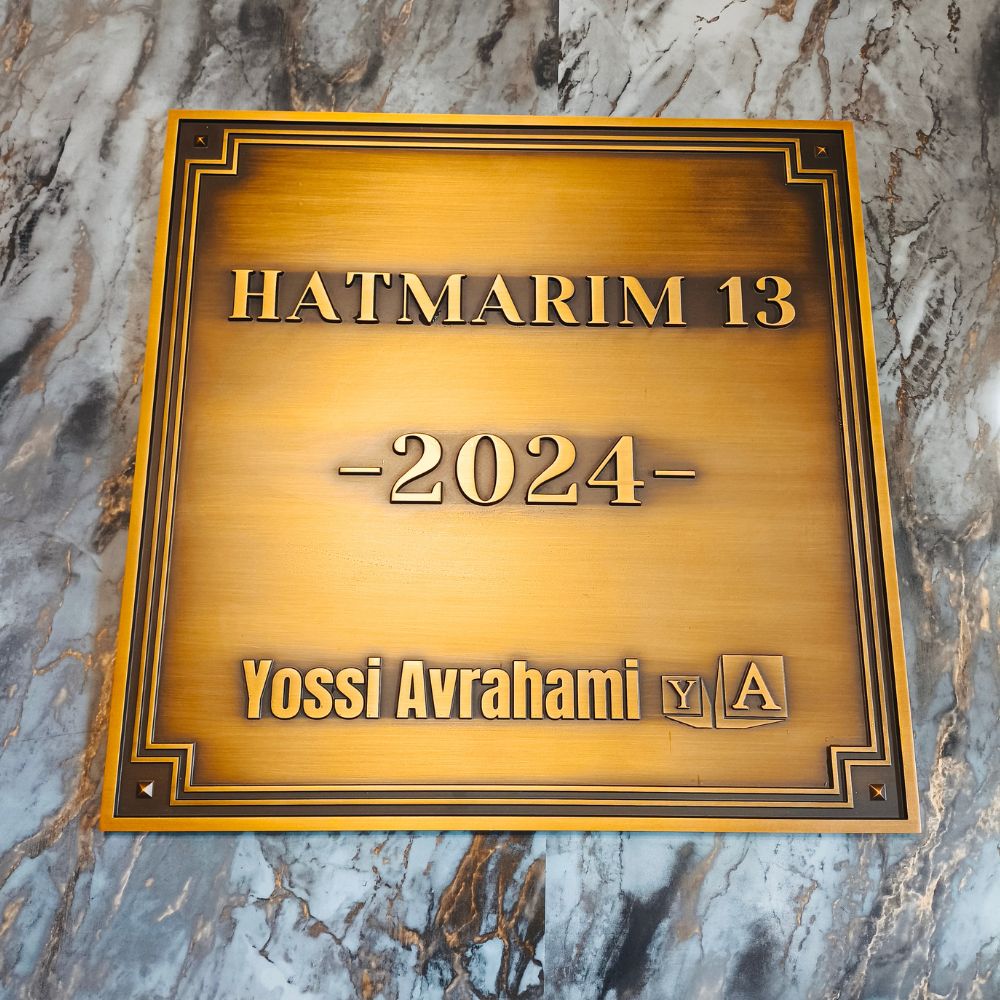 HATMARIM 13
-2024-
Yossi Avrahami Y A